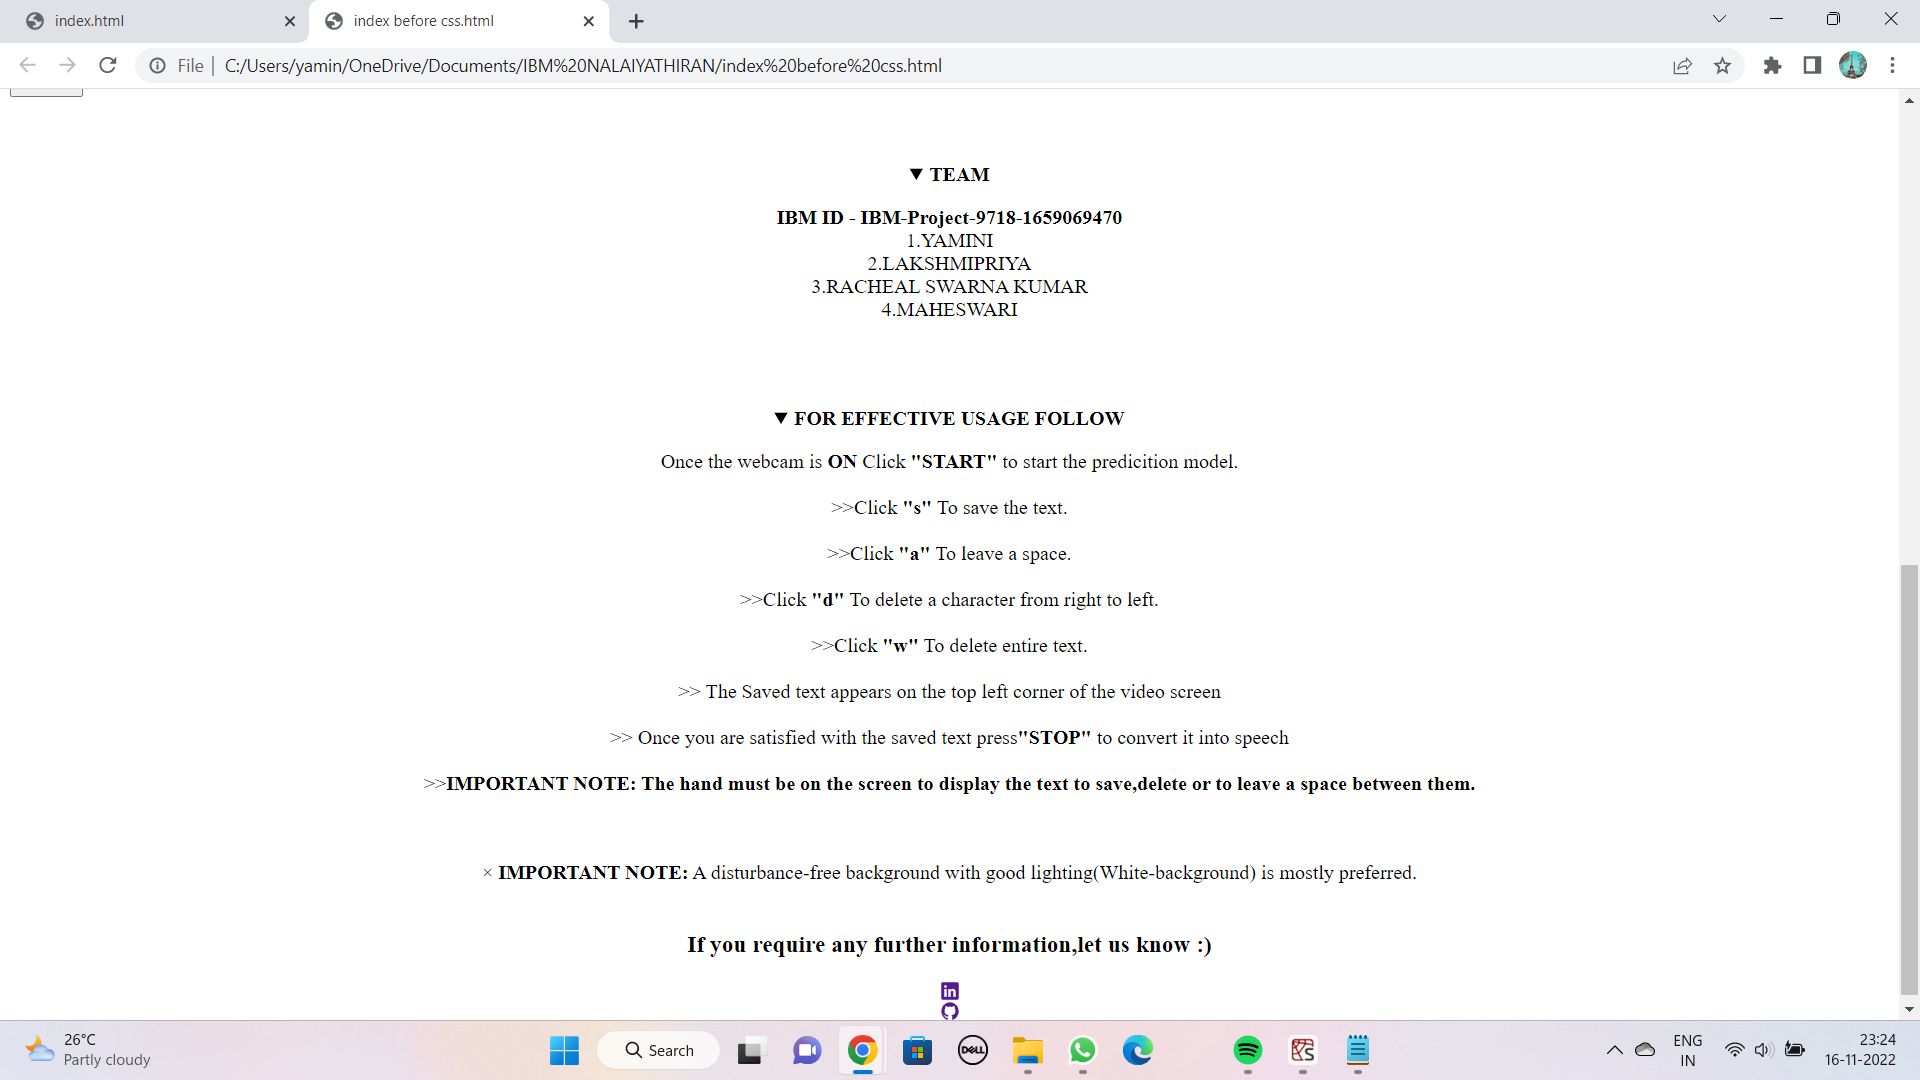 index.html
index before css.html
File
C:/Users/yamin/OneDrive/Documents/IBM%20NALAIYATHIRAN/index%20before%20css.html
TEAM
IBM ID - IBM-Project-9718-1659069470
1.YAMINI
2.LAKSHMIPRIYA
3.RACHEAL SWARNA KUMAR
4.MAHESWARI
FOR EFFECTIVE USAGE FOLLOW
Once the webcam is ON Click "START" to start the predicition model.
>>Click "s" To save the text.
>>Click "a" To leave a space.
>>Click "d" To delete a character from right to left.
>>Click "w" To delete entire text.
>> The Saved text appears on the top left corner of the video screen
>> Once you are satisfied with the saved text press"STOP" to convert it into speech
>>IMPORTANT NOTE: The hand must be on the screen to display the text to save,delete or to leave a space between them.
× IMPORTANT NOTE: A disturbance-free background with good lighting(White-background) is mostly preferred.
If you require any further information,let us know :)
in
26°C
Partly cloudy
Search
DELL
ENG
IN
23:24
16-11-2022